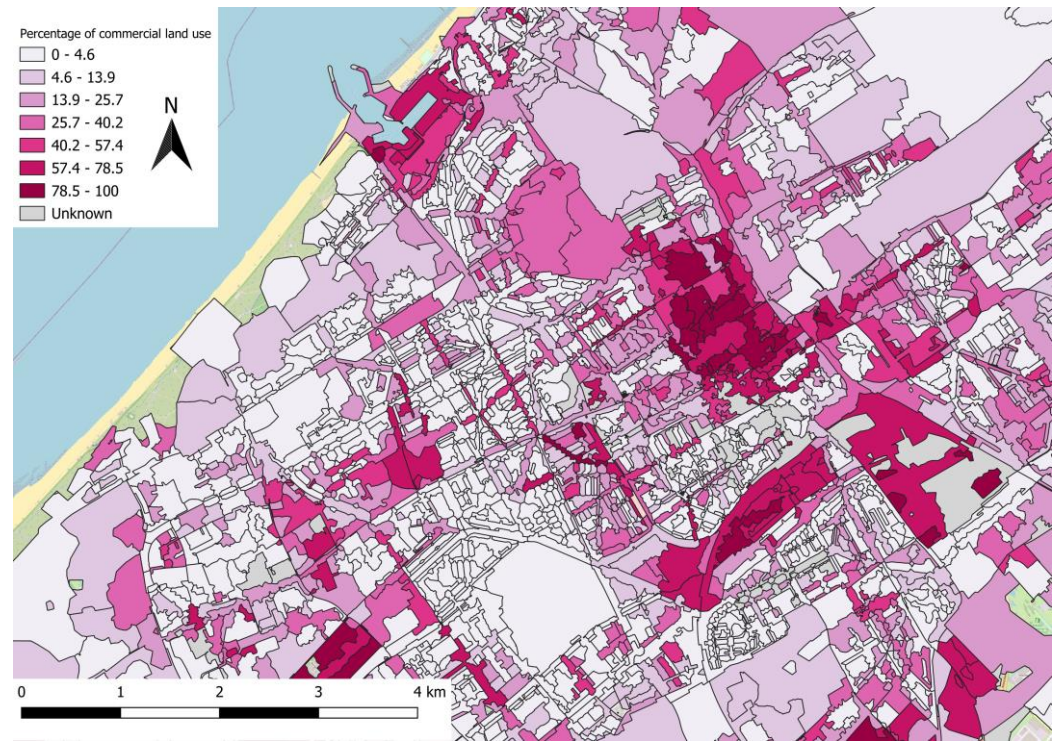 Percentage of commercial land use
0 - 4.6
4.6 - 13.9
13.9 - 25.7
25.7 - 40.2
40.2 - 57.4
57.4 - 78.5
78.5 - 100
Unknown
N
0 1 2 3 4 km